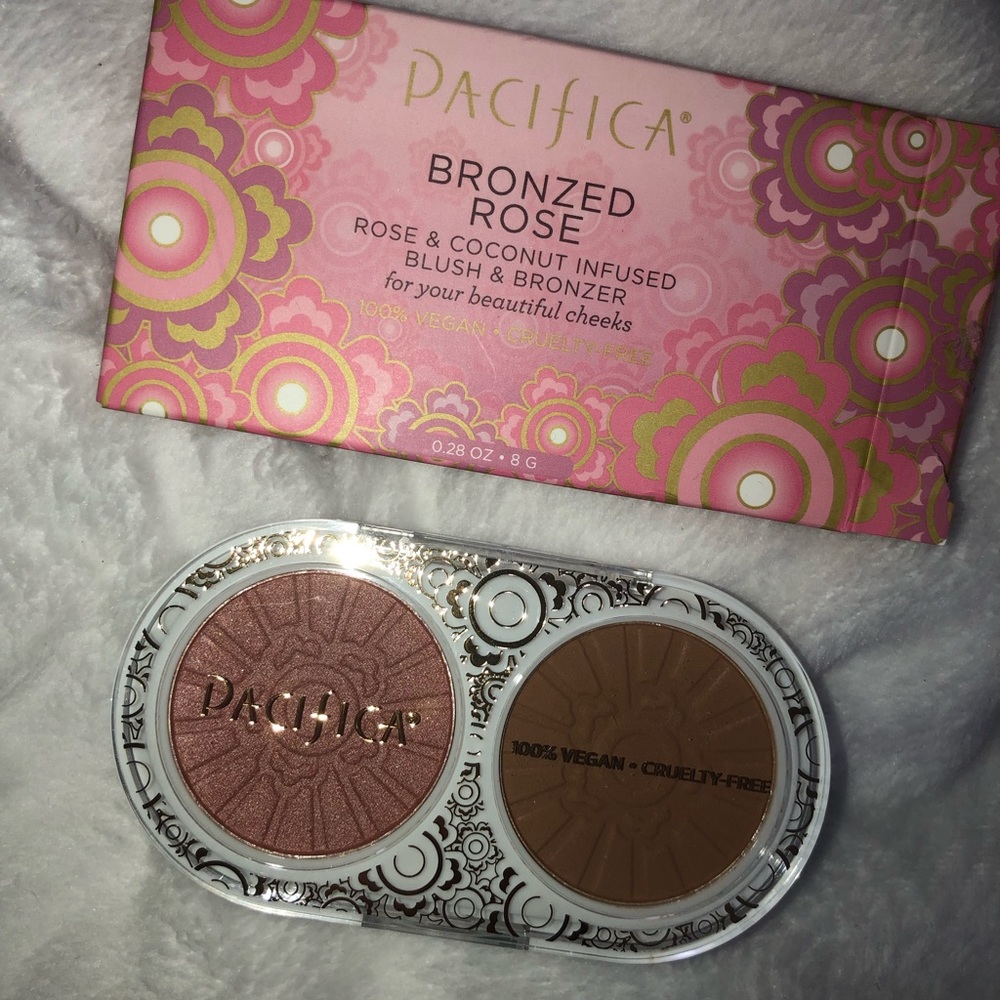 PACIFICA®
BRONZED
ROSE
ROSE & COCONUT INFUSED
BLUSH & BRONZER
for your beautiful cheeks
100% VEGAN • CRUELTY-FREE
0.28 OZ • 8 G
PACIFICA®
100% VEGAN • CRUELTY-FREE